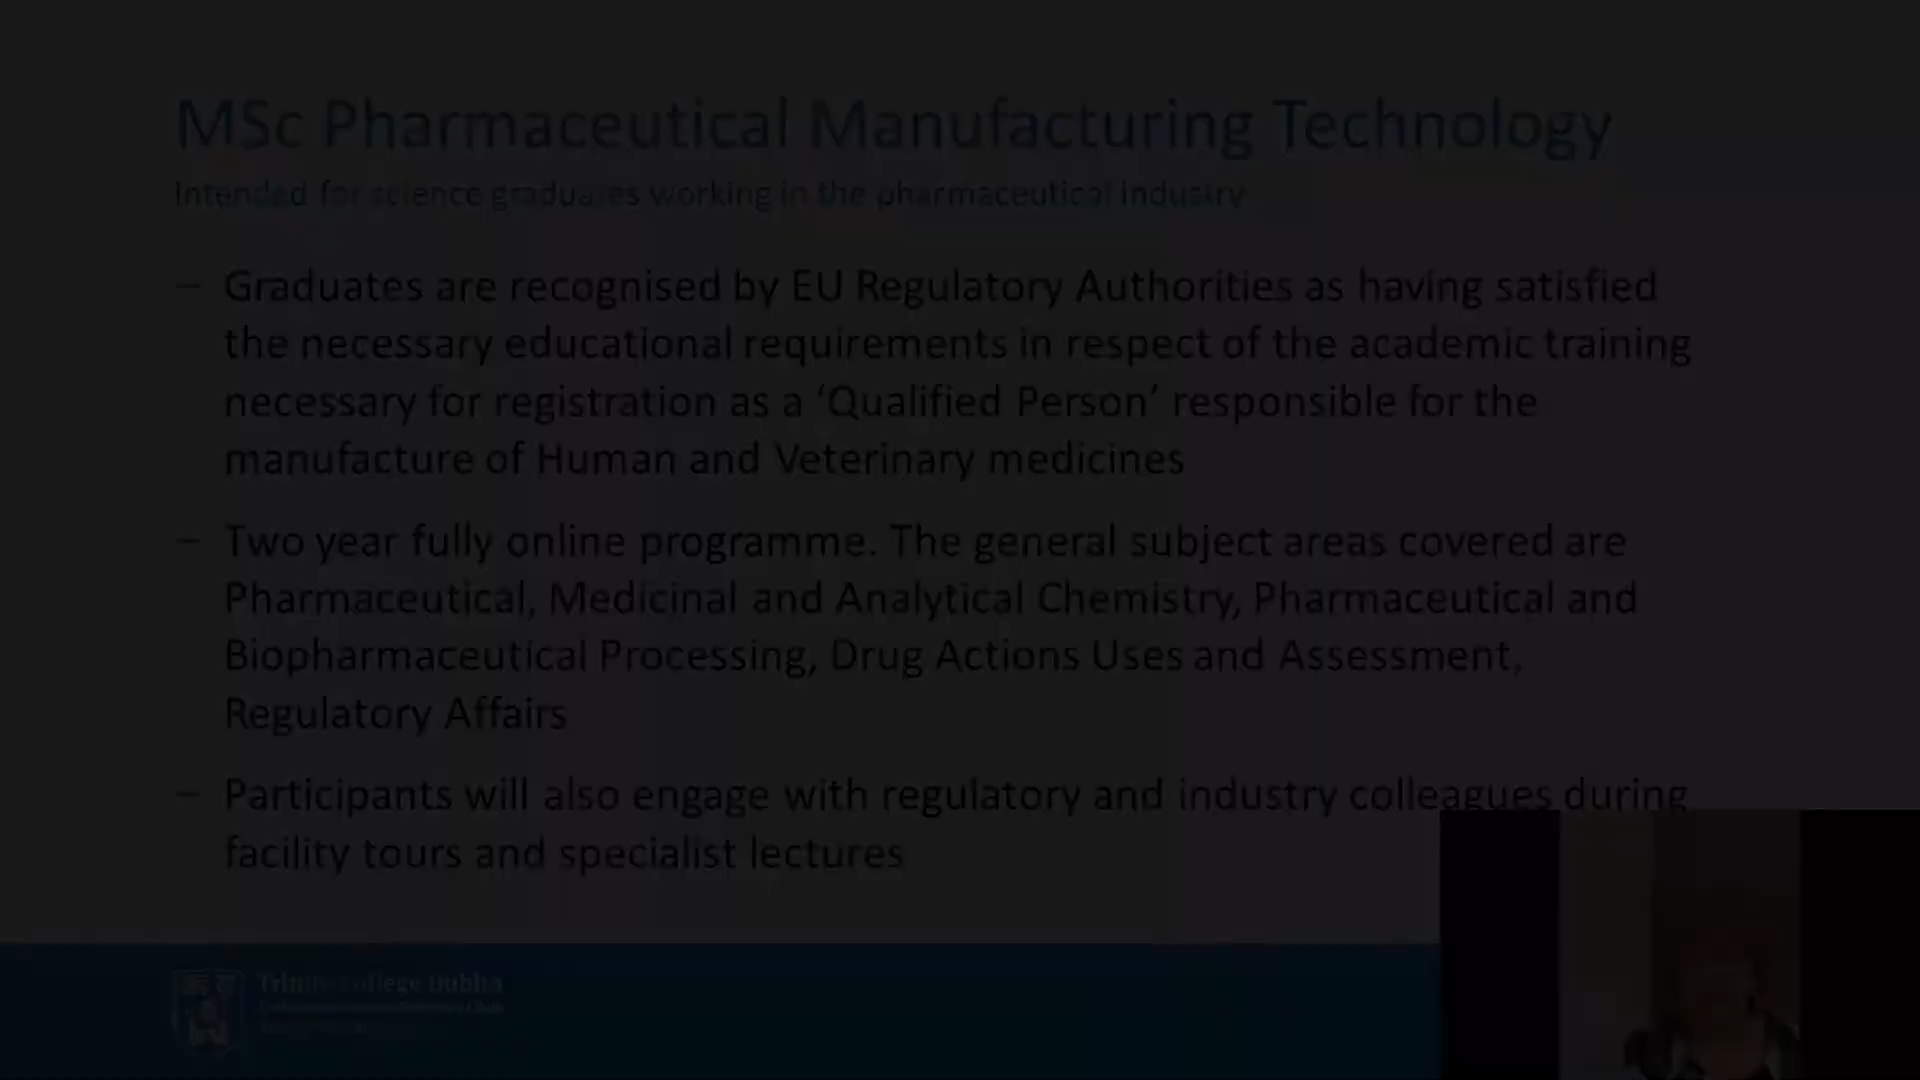 MSc Pharmaceutical Manufacturing Technology
Intended for science graduates working in the pharmaceutical industry
– Graduates are recognised by EU Regulatory Authorities as having satisfied
the necessary educational requirements in respect of the academic training
necessary for registration as a ‘Qualified Person’ responsible for the
manufacture of Human and Veterinary medicines
– Two year fully online programme. The general subject areas covered are
Pharmaceutical, Medicinal and Analytical Chemistry, Pharmaceutical and
Biopharmaceutical Processing, Drug Actions Uses and Assessment,
Regulatory Affairs
– Participants will also engage with regulatory and industry colleagues during
facility tours and specialist lectures
Trinity College Dublin